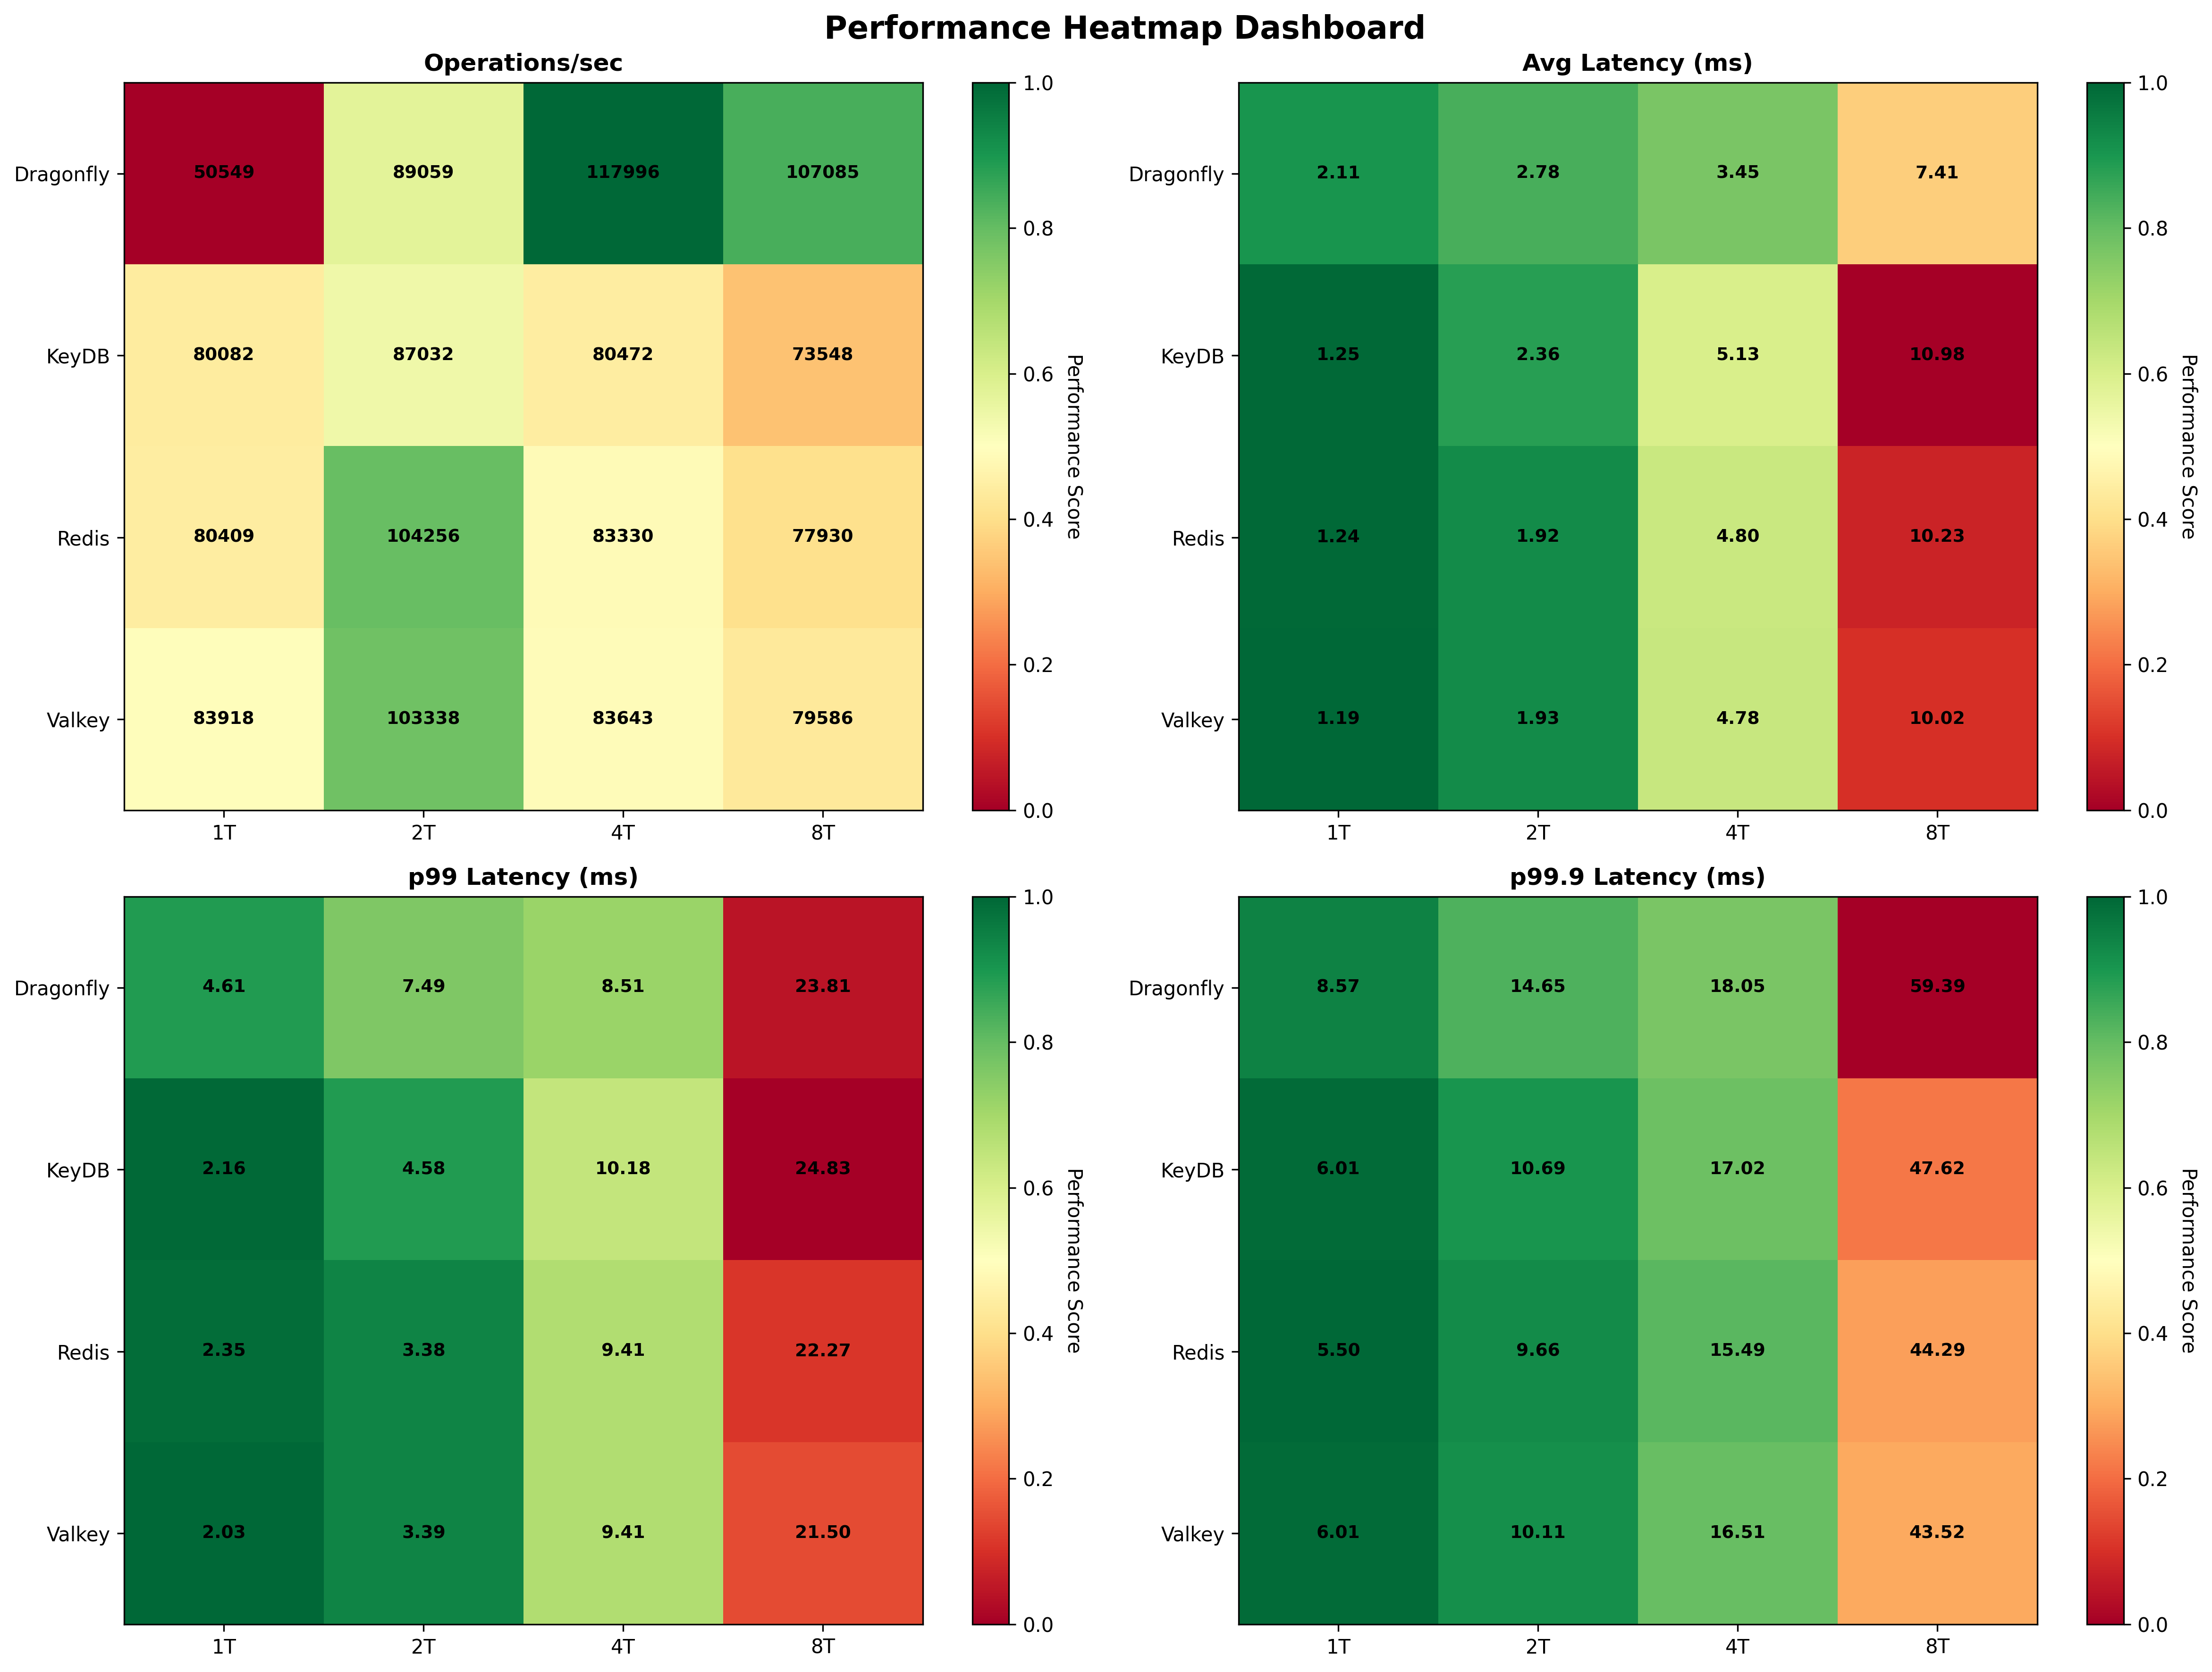 Performance Heatmap Dashboard
Operations/sec
Dragonfly 50549 89059 117996 107085
KeyDB 80082 87032 80472 73548
Redis 80409 104256 83330 77930
Valkey 83918 103338 83643 79586
1T 2T 4T 8T
1.0
0.8
0.6
0.4
0.2
0.0
Performance Score
Avg Latency (ms)
Dragonfly 2.11 2.78 3.45 7.41
KeyDB 1.25 2.36 5.13 10.98
Redis 1.24 1.92 4.80 10.23
Valkey 1.19 1.93 4.78 10.02
1T 2T 4T 8T
1.0
0.8
0.6
0.4
0.2
0.0
Performance Score
p99 Latency (ms)
Dragonfly 4.61 7.49 8.51 23.81
KeyDB 2.16 4.58 10.18 24.83
Redis 2.35 3.38 9.41 22.27
Valkey 2.03 3.39 9.41 21.50
1T 2T 4T 8T
1.0
0.8
0.6
0.4
0.2
0.0
Performance Score
p99.9 Latency (ms)
Dragonfly 8.57 14.65 18.05 59.39
KeyDB 6.01 10.69 17.02 47.62
Redis 5.50 9.66 15.49 44.29
Valkey 6.01 10.11 16.51 43.52
1T 2T 4T 8T
1.0
0.8
0.6
0.4
0.2
0.0
Performance Score